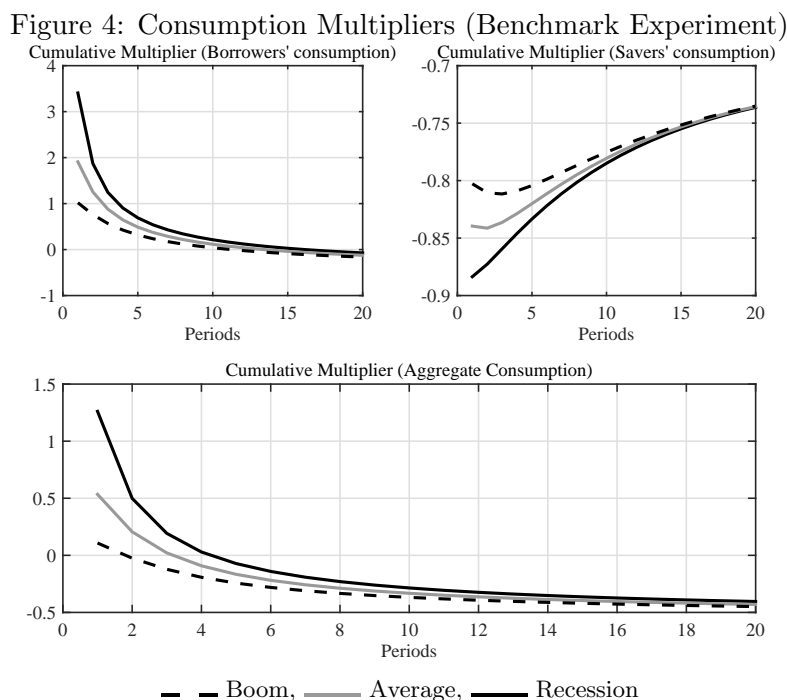 Figure 4: Consumption Multipliers (Benchmark Experiment)
Cumulative Multiplier (Borrowers' consumption)
4
3
2
1
0
-1
0 5 10 15 20
Periods
Cumulative Multiplier (Savers' consumption)
-0.7
-0.75
-0.8
-0.85
-0.9
0 5 10 15 20
Periods
Cumulative Multiplier (Aggregate Consumption)
1.5
1
0.5
0
-0.5
0 2 4 6 8 10 12 14 16 18 20
Periods
Boom, Average, Recession